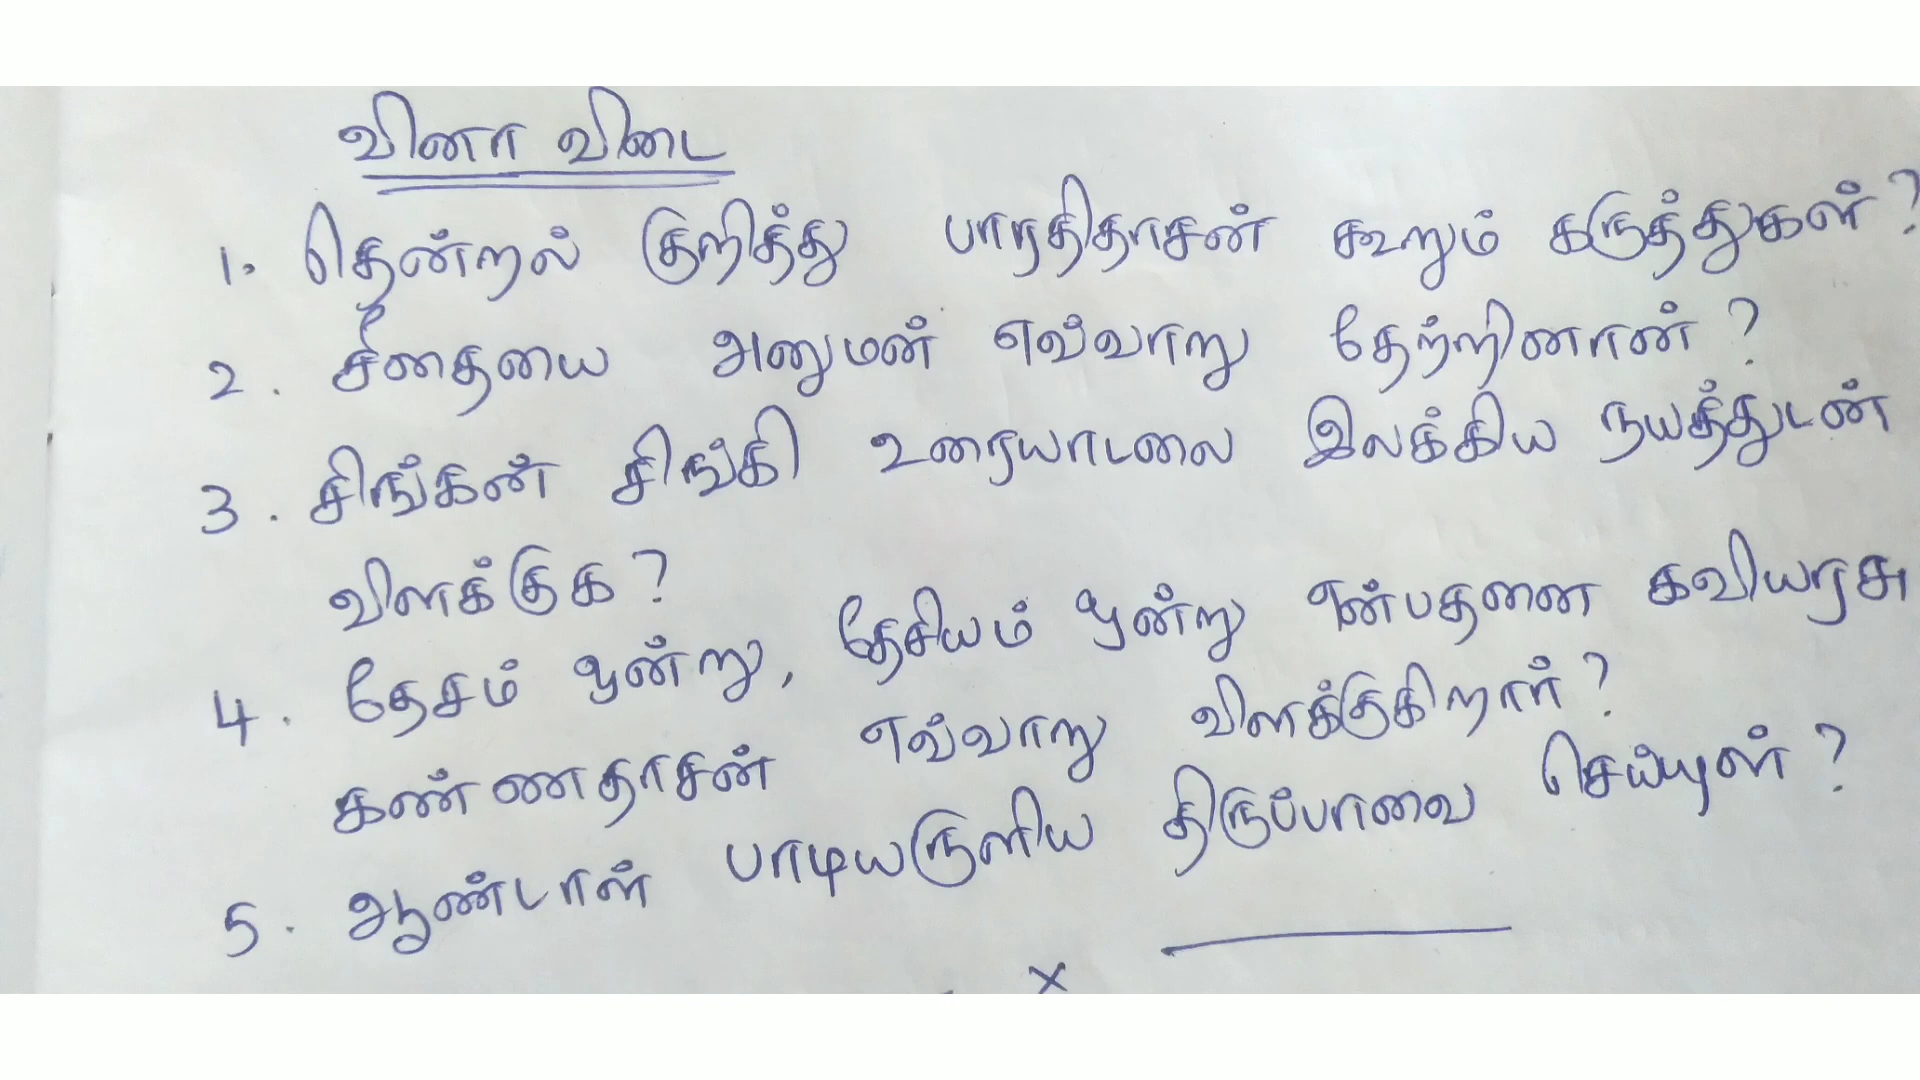 வினா விடை
1. தென்றல் குறித்து பாரதிதாசன் கூறும் கருத்துகள்?
2. சீதையை அனுமன் எவ்வாறு தேற்றினான்?
3. சிங்கன் சிங்கி உரையாடலை இலக்கிய நயத்துடன்
விளக்குக?
4. தேசம் ஒன்று, தேசியம் ஒன்று என்பதனை கவியரசு
கண்ணதாசன் எவ்வாறு விளக்குகிறார்?
5. ஆண்டாள் பாடியருளிய திருப்பாவை செய்யுள்?
x